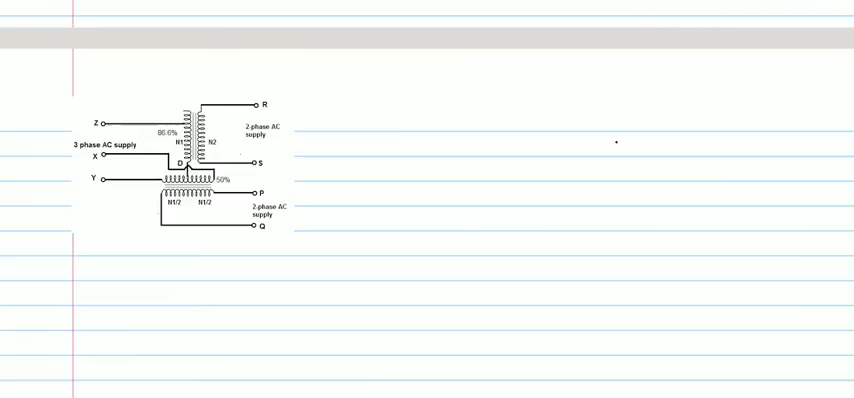 R
Z
86.6%
2-phase AC
supply
N1
N2
3 phase AC supply
X
D
S
Y
50%
P
N1/2
N1/2
2-phase AC
supply
Q